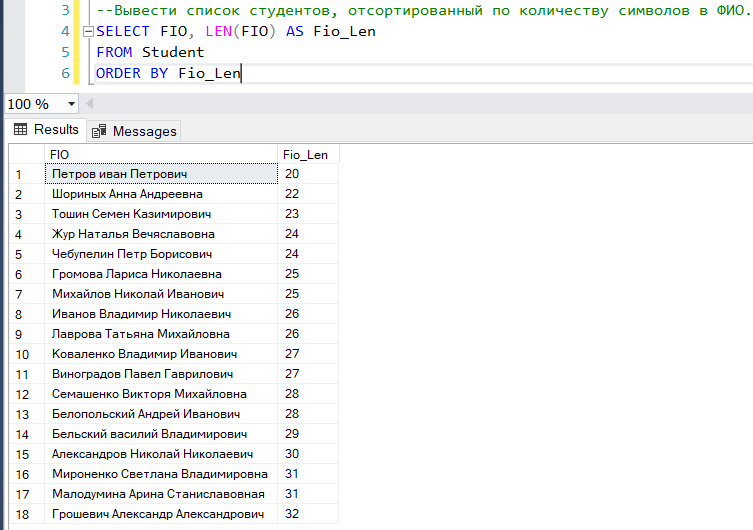 3 --Вывести список студентов, отсортированный по количеству символов в ФИО.
4 SELECT FIO, LEN(FIO) AS Fio_Len
5 FROM Student
6 ORDER BY Fio_Len
100 %
Results Messages
FIO Fio_Len
1 Петров иван Петрович 20
2 Шориных Анна Андреевна 22
3 Тошин Семен Казимирович 23
4 Жур Наталья Вечяславовна 24
5 Чебупелин Петр Борисович 24
6 Громова Лариса Николаевна 25
7 Михайлов Николай Иванович 25
8 Иванов Владимир Николаевич 26
9 Лаврова Татьяна Михайловна 26
10 Коваленко Владимир Иванович 27
11 Виноградов Павел Гаврилович 27
12 Семашенко Викторя Михайловна 28
13 Белопольский Андрей Иванович 28
14 Бельский василий Владимирович 29
15 Александров Николай Николаевич 30
16 Мироненко Светлана Владимировна 31
17 Малодумина Арина Станиславовная 31
18 Грошевич Александр Александрович 32